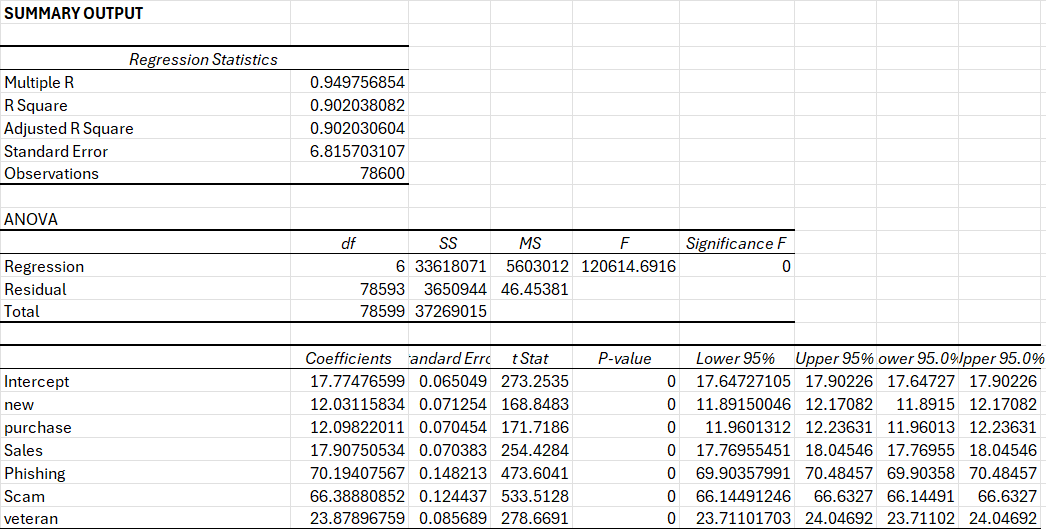 SUMMARY OUTPUT
Regression Statistics
Multiple R 0.949756854
R Square 0.902038082
Adjusted R Square 0.902030604
Standard Error 6.815703107
Observations 78600
ANOVA
df SS MS F Significance F
Regression 6 33618071 5603012 120614.6916 0
Residual 78593 3650944 46.45381
Total 78599 37269015
Coefficients andard Erro t Stat P-value Lower 95% Upper 95% ower 95.0% pper 95.0%
Intercept 17.77476599 0.065049 273.2535 0 17.64727105 17.90226 17.64727 17.90226
new 12.03115834 0.071254 168.8483 0 11.89150046 12.17082 11.8915 12.17082
purchase 12.09822011 0.070454 171.7186 0 11.9601312 12.23631 11.96013 12.23631
Sales 17.90750534 0.070383 254.4284 0 17.76955451 18.04546 17.76955 18.04546
Phishing 70.19407567 0.148213 473.6041 0 69.90357991 70.48457 69.90358 70.48457
Scam 66.38880852 0.124437 533.5128 0 66.14491246 66.6327 66.14491 66.6327
veteran 23.87896759 0.085689 278.6691 0 23.71101703 24.04692 23.71102 24.04692